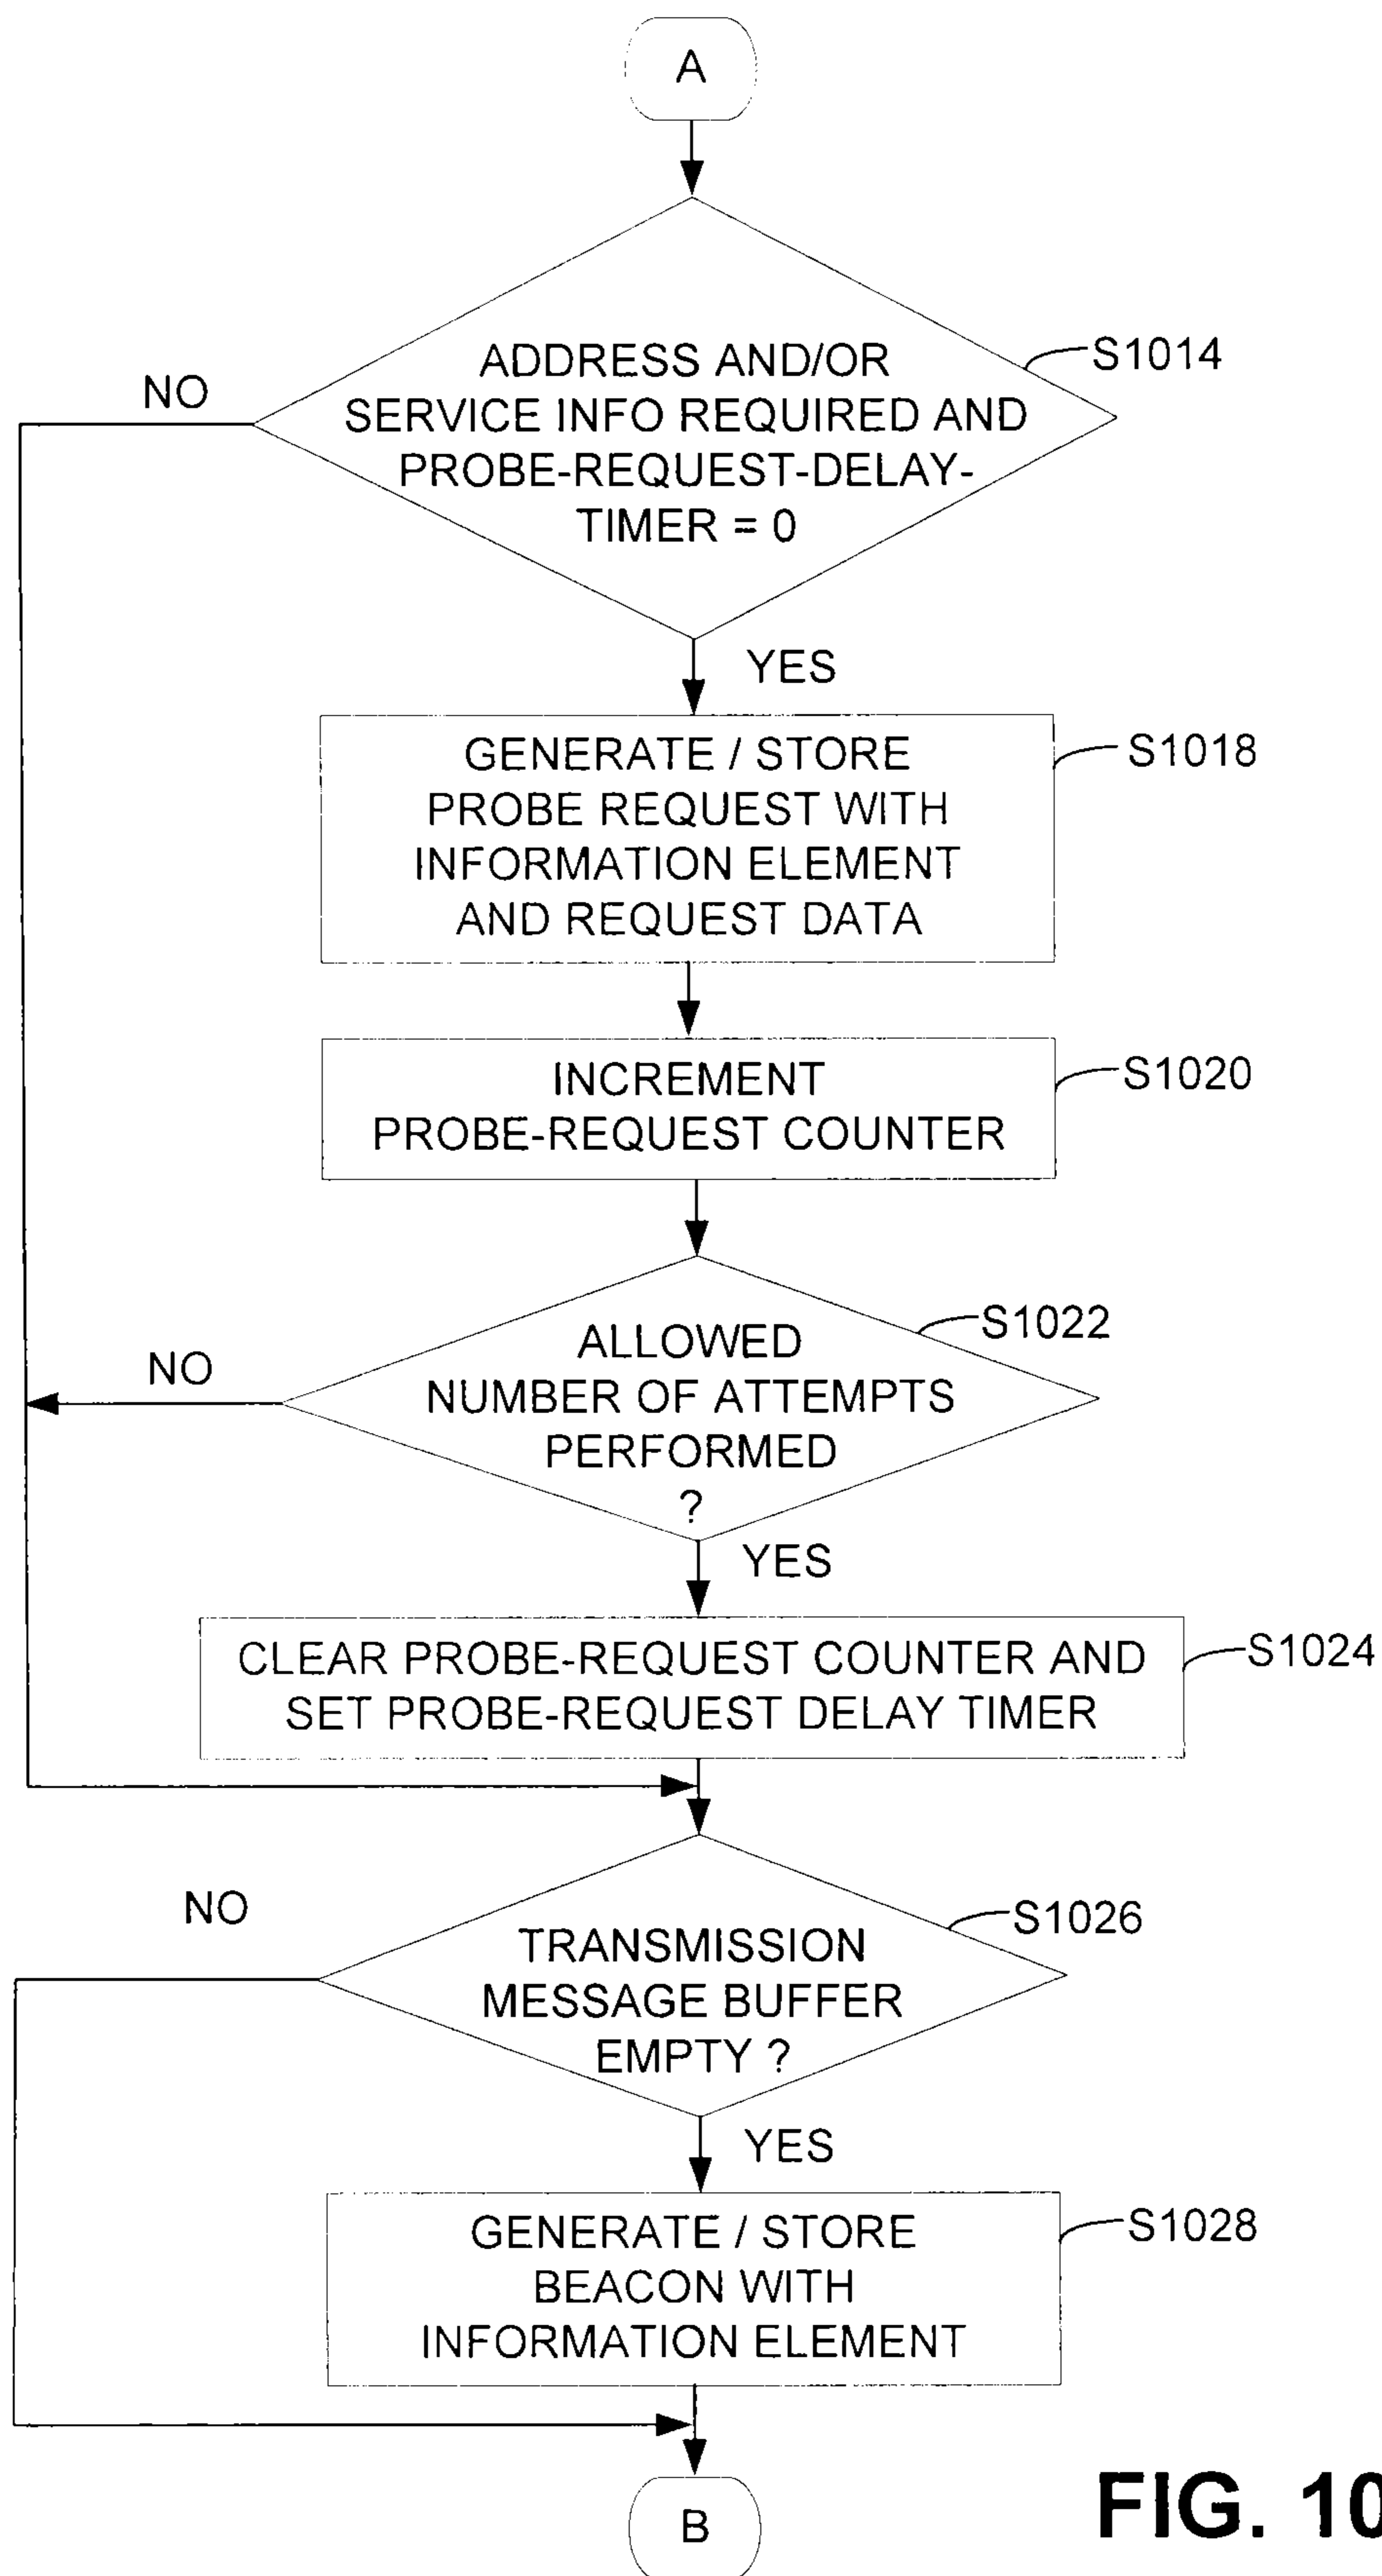 A
ADDRESS AND/OR
SERVICE INFO REQUIRED AND
PROBE-REQUEST-DELAY-
TIMER = 0
S1014
NO
YES
GENERATE / STORE
PROBE REQUEST WITH
INFORMATION ELEMENT
AND REQUEST DATA
S1018
INCREMENT
PROBE-REQUEST COUNTER
S1020
ALLOWED
NUMBER OF ATTEMPTS
PERFORMED
?
S1022
NO
YES
CLEAR PROBE-REQUEST COUNTER AND
SET PROBE-REQUEST DELAY TIMER
S1024
NO
TRANSMISSION
MESSAGE BUFFER
EMPTY ?
S1026
YES
GENERATE / STORE
BEACON WITH
INFORMATION ELEMENT
S1028
B
FIG. 10